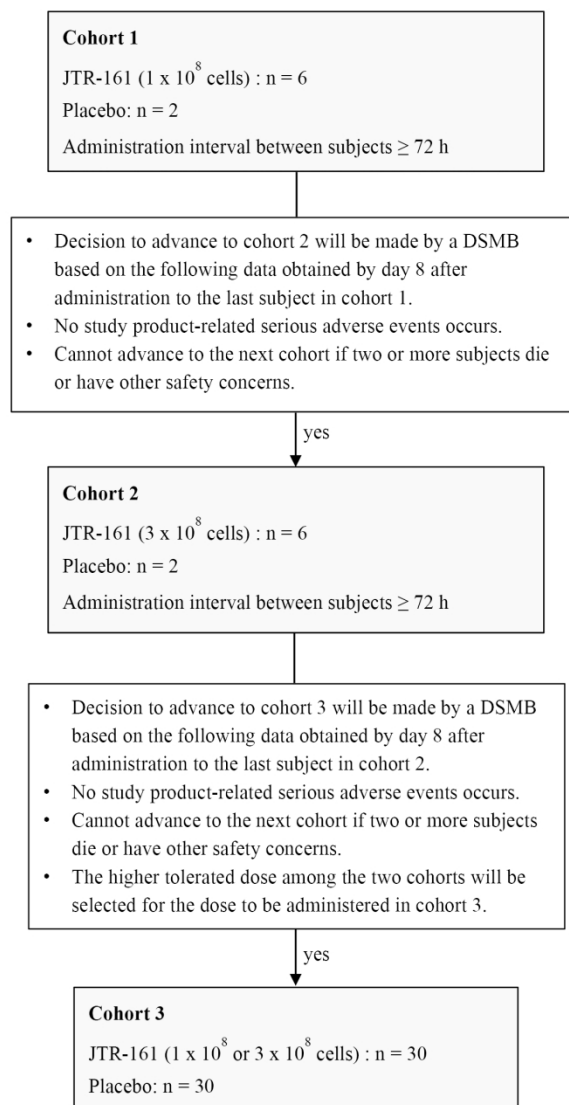 Cohort 1
JTR-161 (1 x 10⁸ cells) : n = 6
Placebo: n = 2
Administration interval between subjects ≥ 72 h
• Decision to advance to cohort 2 will be made by a DSMB
based on the following data obtained by day 8 after
administration to the last subject in cohort 1.
• No study product-related serious adverse events occurs.
• Cannot advance to the next cohort if two or more subjects die
or have other safety concerns.
yes
Cohort 2
JTR-161 (3 x 10⁸ cells) : n = 6
Placebo: n = 2
Administration interval between subjects ≥ 72 h
• Decision to advance to cohort 3 will be made by a DSMB
based on the following data obtained by day 8 after
administration to the last subject in cohort 2.
• No study product-related serious adverse events occurs.
• Cannot advance to the next cohort if two or more subjects
die or have other safety concerns.
• The higher tolerated dose among the two cohorts will be
selected for the dose to be administered in cohort 3.
yes
Cohort 3
JTR-161 (1 x 10⁸ or 3 x 10⁸ cells) : n = 30
Placebo: n = 30